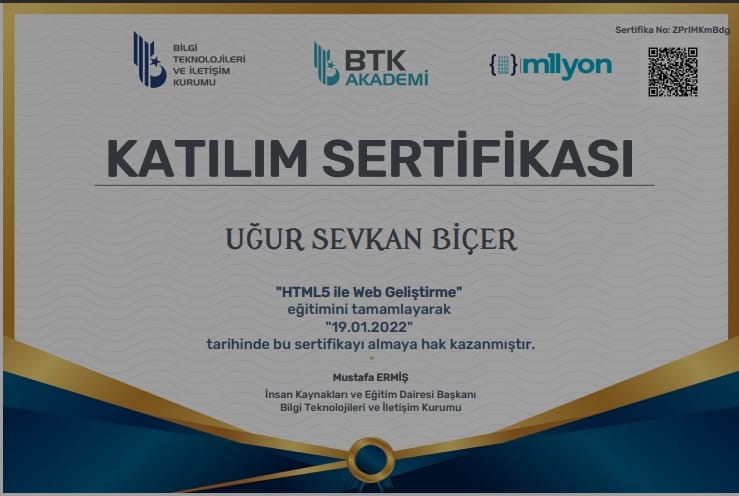 Sertifika No: ZPrlMKmBdg
BİLGİ
TEKNOLOJİLERİ
VE İLETİŞİM
KURUMU
BTK
AKADEMİ
m11yon
KATILIM SERTİFİKASI
UĞUR SEVKAN BİÇER
"HTML5 ile Web Geliştirme"
eğitimini tamamlayarak
"19.01.2022"
tarihinde bu sertifikayı almaya hak kazanmıştır.
Mustafa ERMİŞ
İnsan Kaynakları ve Eğitim Dairesi Başkanı
Bilgi Teknolojileri ve İletişim Kurumu